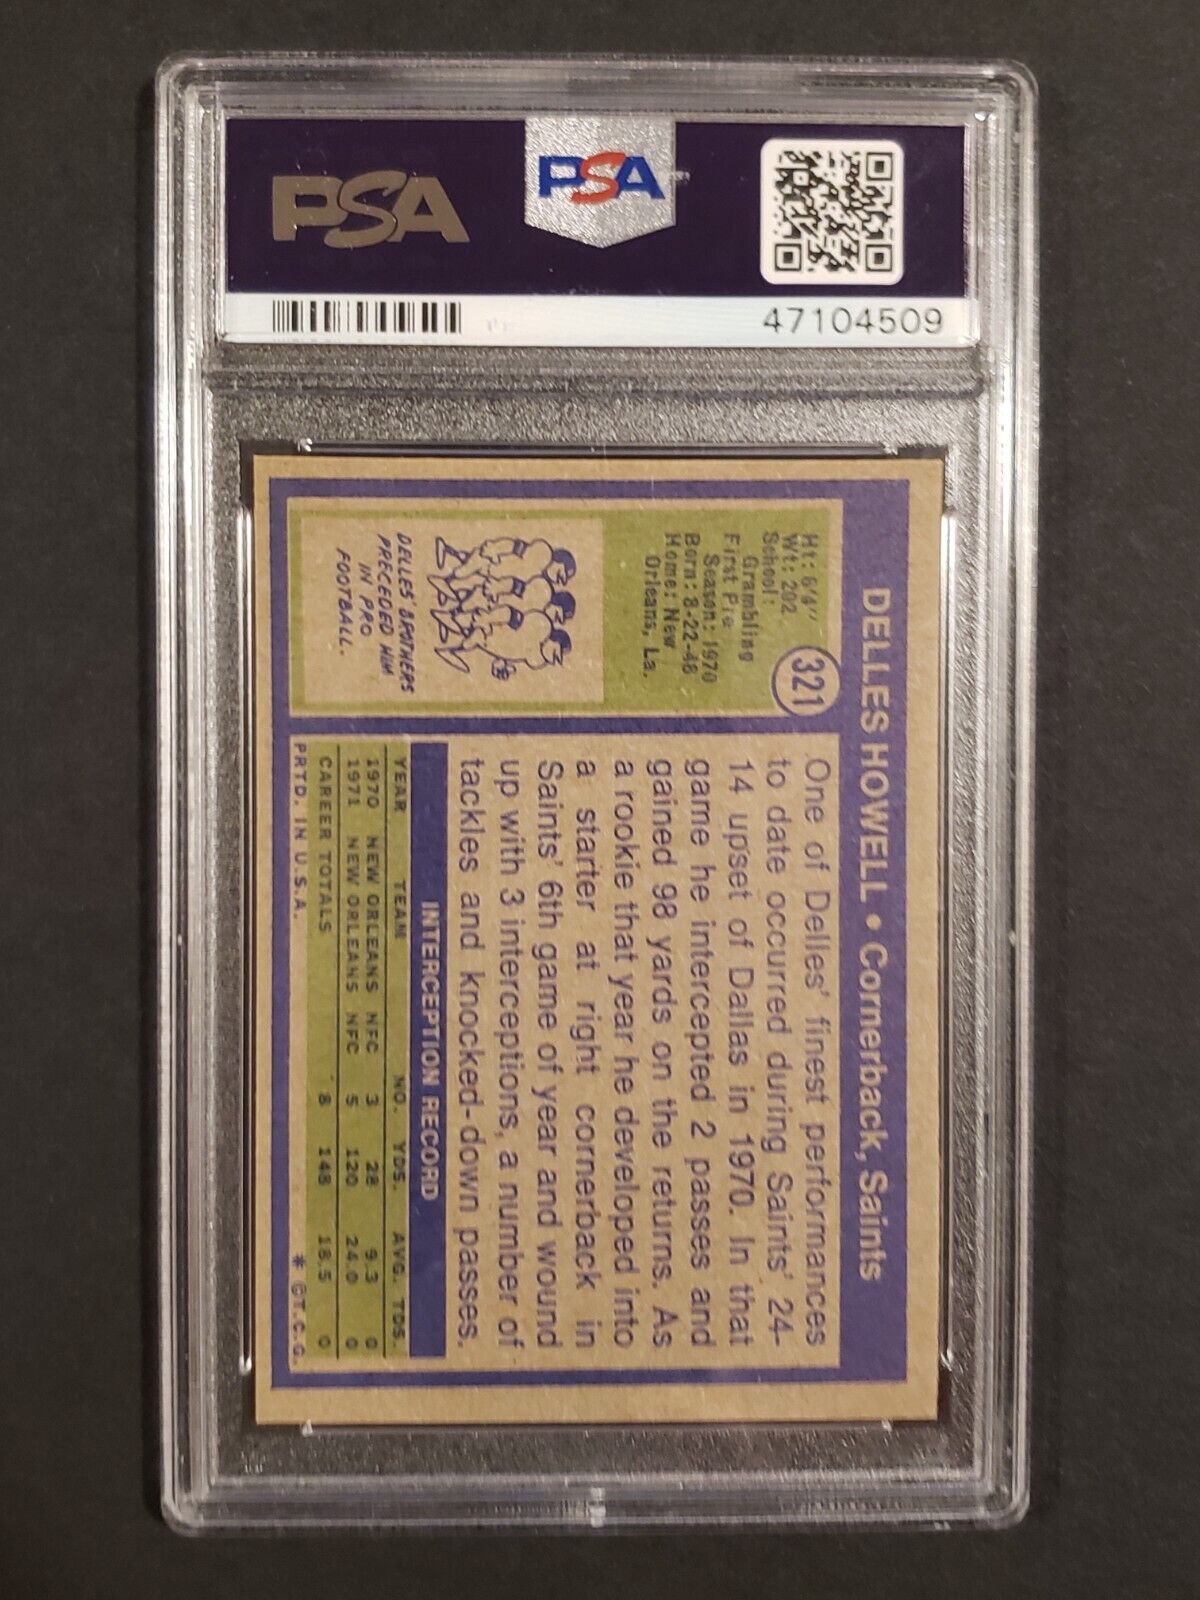 PSA
PSA
47104509
DELLES HOWELL • Cornerback, Saints
321
Ht: 6'4"
Wt: 202
School:
Grambling
First Pro
Season: 1970
Born: 8-22-48
Home: New
Orleans, La.
DELLES' BROTHERS
PRECEDED HIM
IN PRO
FOOTBALL.
One of Delles' finest performances
to date occurred during Saints' 24-
14 upset of Dallas in 1970. In that
game he intercepted 2 passes and
gained 98 yards on the returns. As
a rookie that year he developed into
a starter at right cornerback in
Saints' 6th game of year and wound
up with 3 interceptions, a number of
tackles and knocked-down passes.
INTERCEPTION RECORD
YEAR TEAM NO. YDS. AVG. TDS.
1970 NEW ORLEANS NFC 3 28 9.3 0
1971 NEW ORLEANS NFC 5 120 24.0 0
CAREER TOTALS 8 148 18.5 0
PRTD. IN U.S.A. * ©T.C.G.